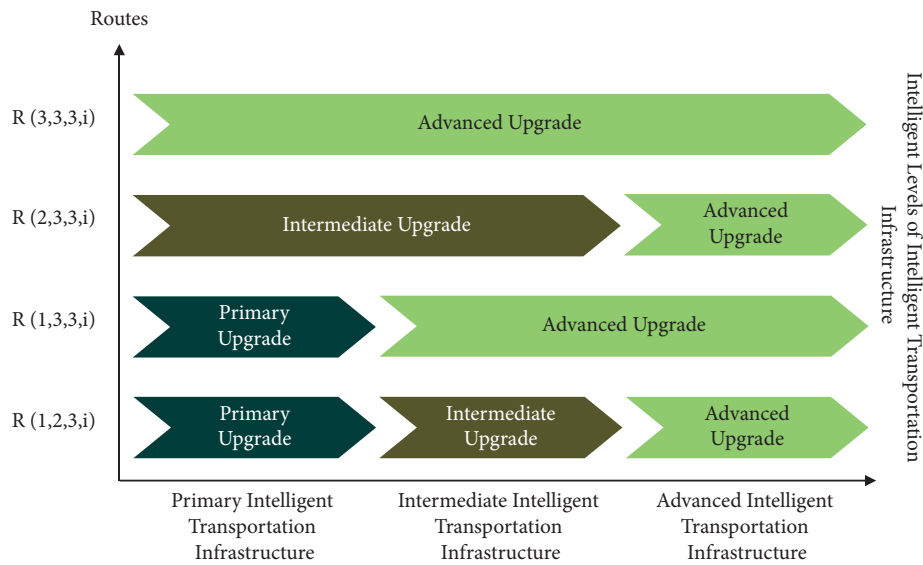 Routes
R (3,3,3,i)
Advanced Upgrade
R (2,3,3,i)
Intermediate Upgrade
Advanced
Upgrade
R (1,3,3,i)
Primary
Upgrade
Advanced Upgrade
R (1,2,3,i)
Primary
Upgrade
Intermediate
Upgrade
Advanced
Upgrade
Primary Intelligent
Transportation
Infrastructure
Intermediate Intelligent
Transportation
Infrastructure
Advanced Intelligent
Transportation
Infrastructure
Intelligent Levels of Intelligent Transportation
Infrastructure